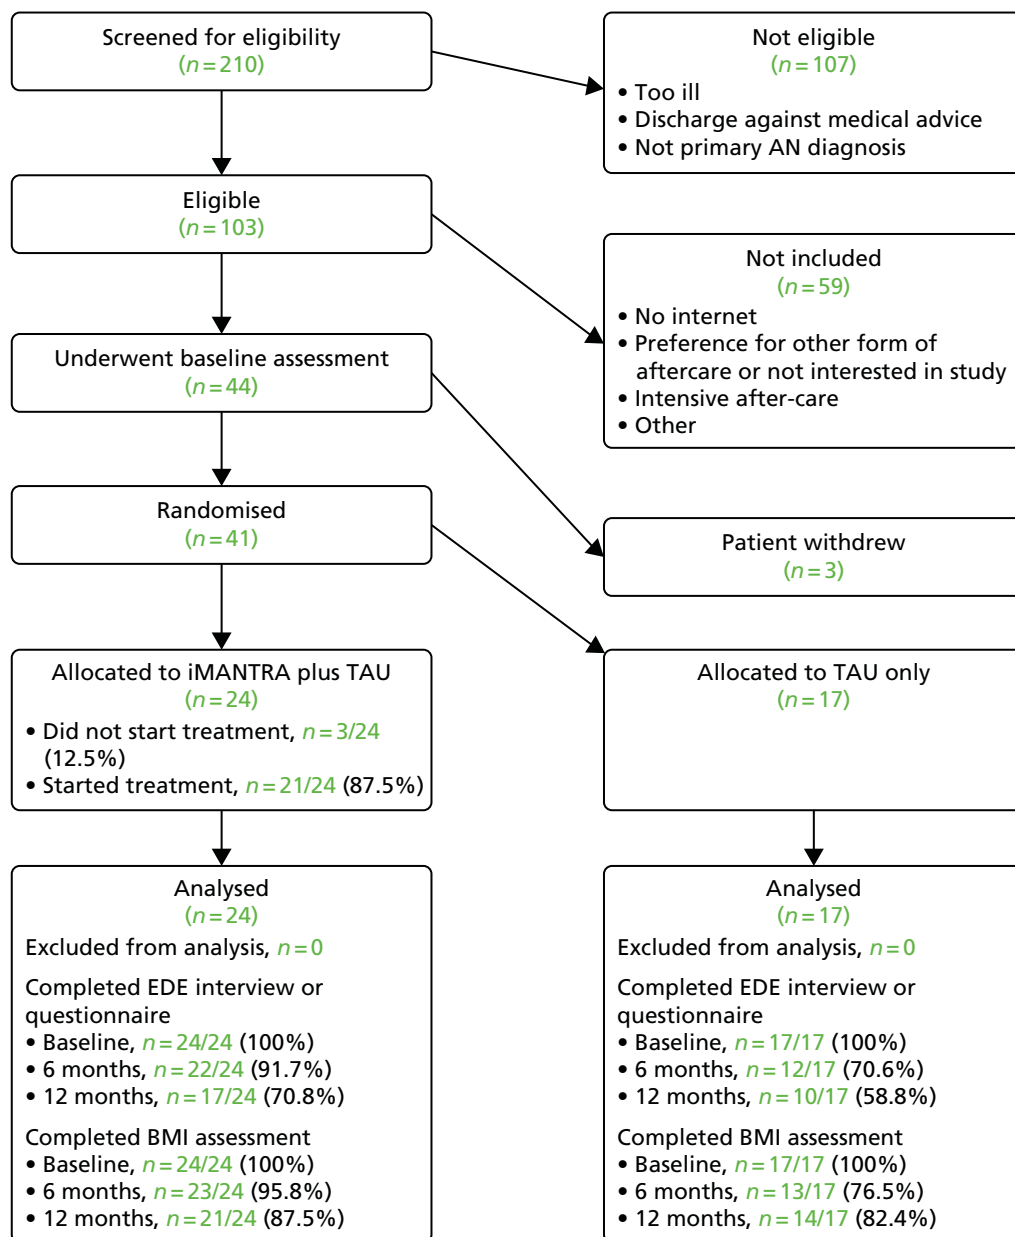 Screened for eligibility
(n=210)
Not eligible
(n=107)
• Too ill
• Discharge against medical advice
• Not primary AN diagnosis
Eligible
(n=103)
Not included
(n=59)
• No internet
• Preference for other form of
aftercare or not interested in study
• Intensive after-care
• Other
Underwent baseline assessment
(n=44)
Randomised
(n=41)
Patient withdrew
(n=3)
Allocated to iMANTRA plus TAU
(n=24)
• Did not start treatment, n=3/24
(12.5%)
• Started treatment, n=21/24 (87.5%)
Allocated to TAU only
(n=17)
Analysed
(n=24)
Excluded from analysis, n=0
Completed EDE interview or
questionnaire
• Baseline, n=24/24 (100%)
• 6 months, n=22/24 (91.7%)
• 12 months, n=17/24 (70.8%)
Completed BMI assessment
• Baseline, n=24/24 (100%)
• 6 months, n=23/24 (95.8%)
• 12 months, n=21/24 (87.5%)
Analysed
(n=17)
Excluded from analysis, n=0
Completed EDE interview or
questionnaire
• Baseline, n=17/17 (100%)
• 6 months, n=12/17 (70.6%)
• 12 months, n=10/17 (58.8%)
Completed BMI assessment
• Baseline, n=17/17 (100%)
• 6 months, n=13/17 (76.5%)
• 12 months, n=14/17 (82.4%)